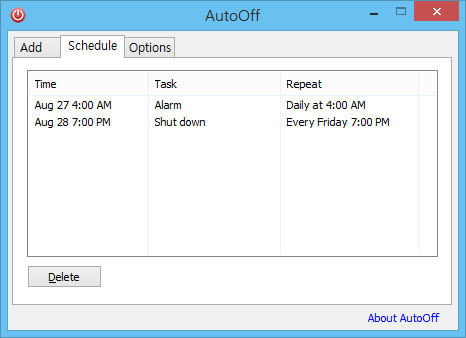 AutoOff
Add Schedule Options
Time Task Repeat
Aug 27 4:00 AM Alarm Daily at 4:00 AM
Aug 28 7:00 PM Shut down Every Friday 7:00 PM
Delete
About AutoOff